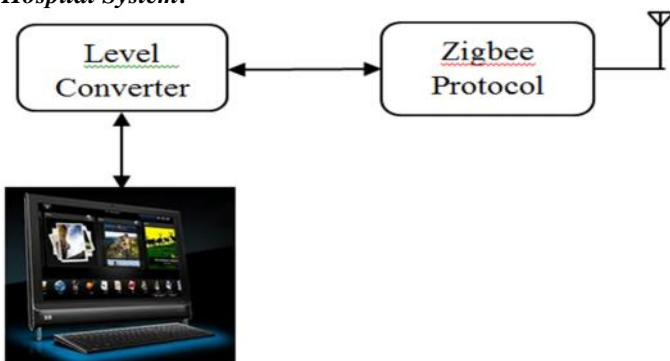 Hospital System:
Level
Converter
Zigbee
Protocol